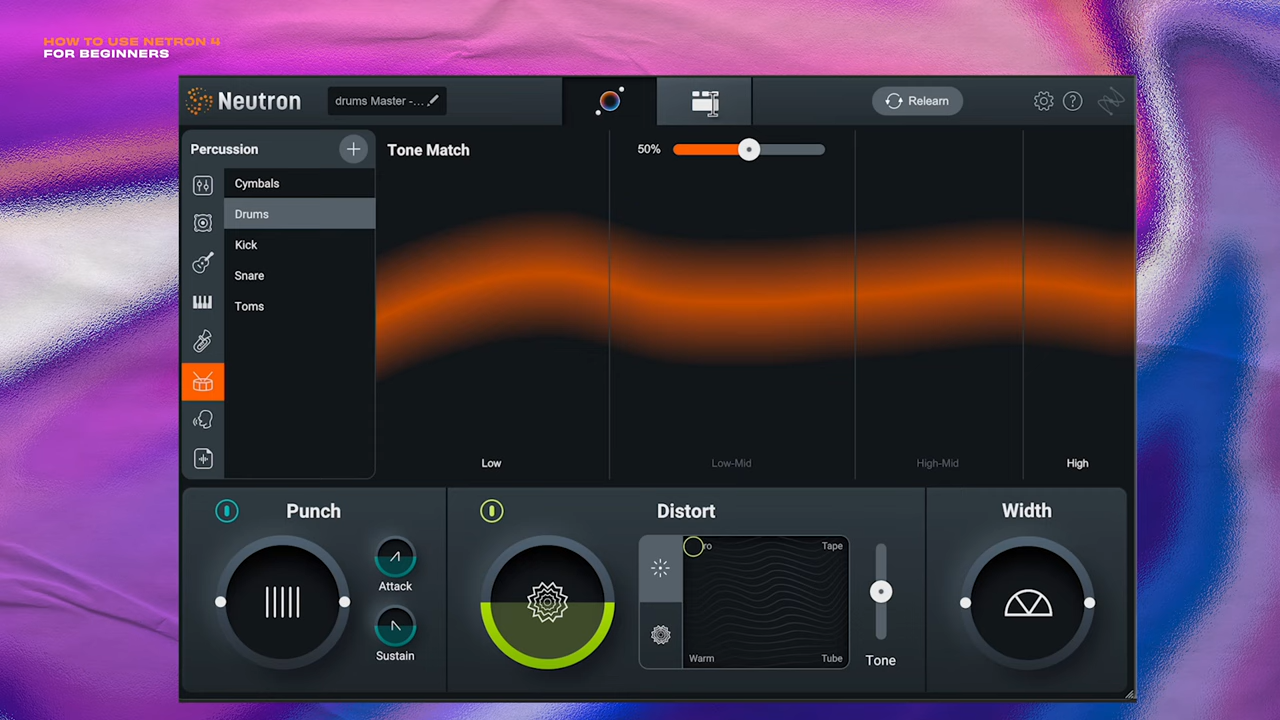 HOW TO USE NETRON 4
FOR BEGINNERS
Neutron
drums Master -...
Relearn
Percussion
Tone Match
50%
Cymbals
Drums
Kick
Snare
Toms
Low
Low-Mid
High-Mid
High
Punch
Attack
Sustain
Distort
ro
Tape
Warm
Tube
Tone
Width